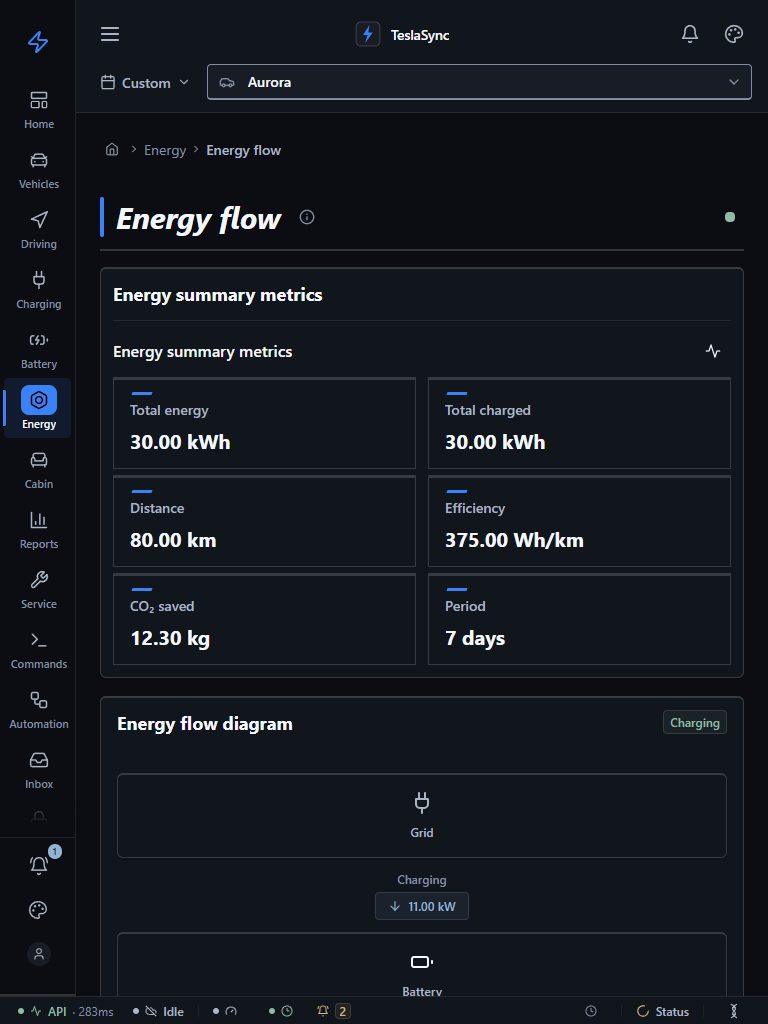 TeslaSync
Custom
Aurora
Home
Vehicles
Driving
Charging
Battery
Energy
Cabin
Reports
Service
Commands
Automation
Inbox
1
Energy
Energy flow
Energy flow
Energy summary metrics
Energy summary metrics
Total energy
30.00 kWh
Total charged
30.00 kWh
Distance
80.00 km
Efficiency
375.00 Wh/km
CO₂ saved
12.30 kg
Period
7 days
Energy flow diagram
Charging
Grid
Charging
11.00 kW
Battery
API · 283ms
Idle
2
Status